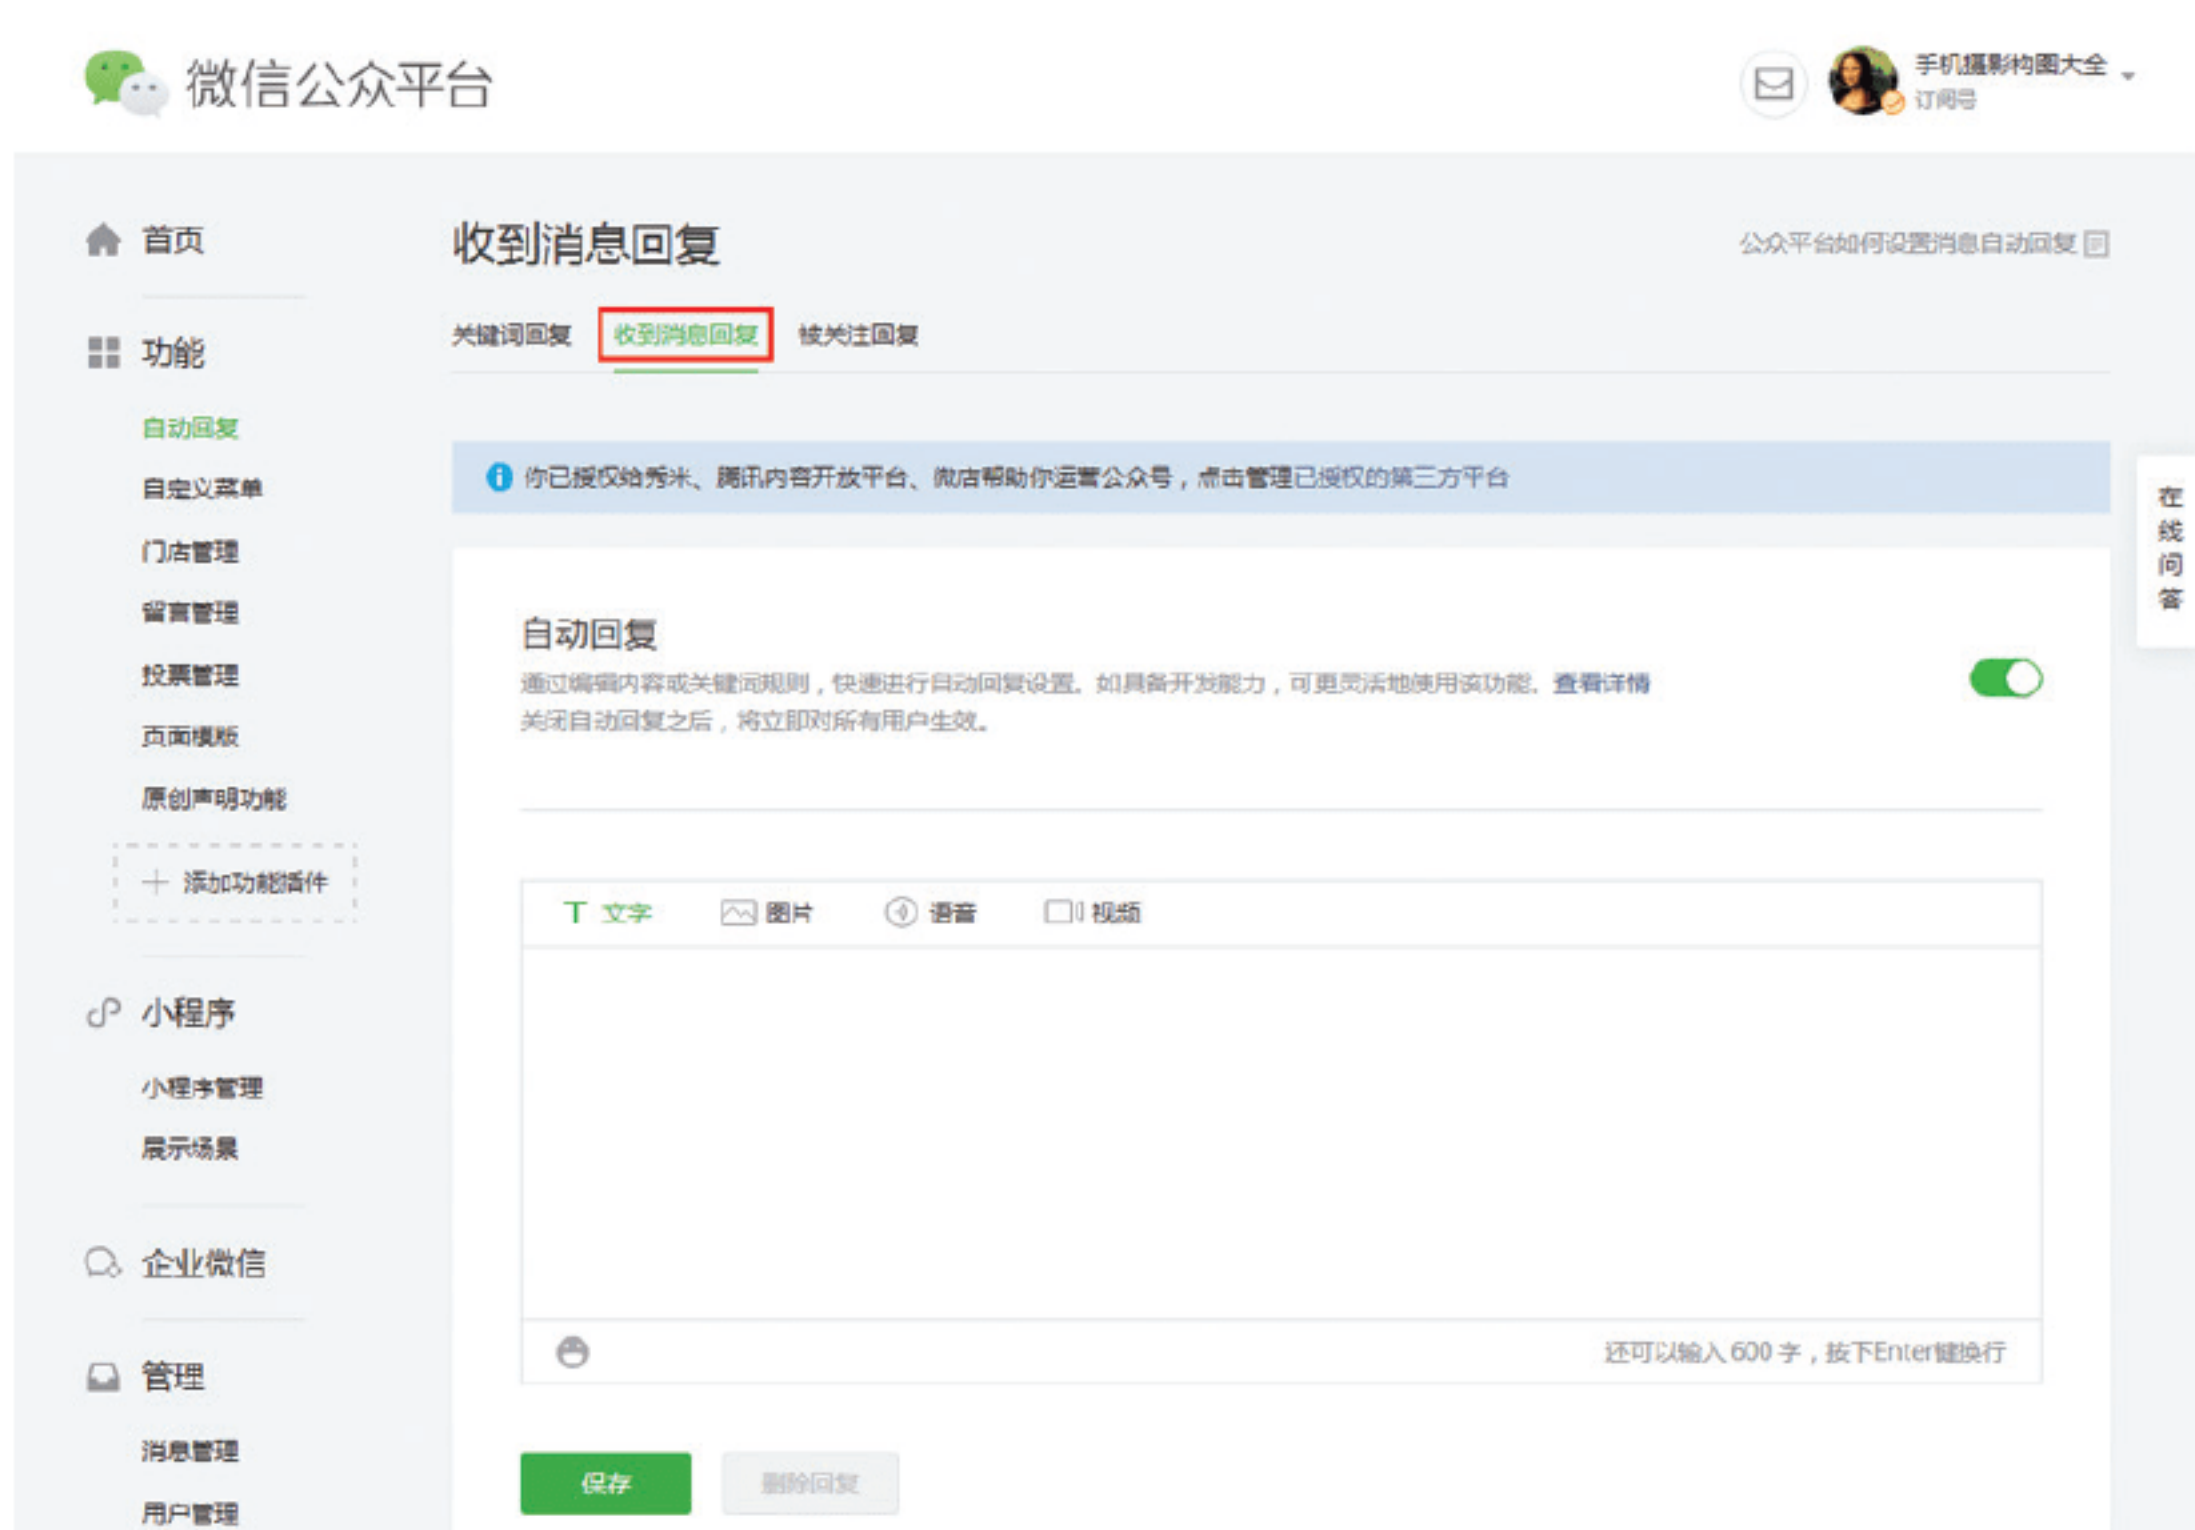 微信公众平台
手机摄影构图大全
订阅号
首页
功能
自动回复
自定义菜单
门店管理
留言管理
投票管理
页面模版
原创声明功能
添加功能插件
小程序
小程序管理
展示场景
企业微信
管理
消息管理
用户管理
收到消息回复
公众平台如何设置消息自动回复
关键词回复 收到消息回复 被关注回复
你已授权给秀米、腾讯内容开放平台、微店帮助你运营公众号，点击管理已授权的第三方平台
自动回复
通过编辑内容或关键词规则，快速进行自动回复设置。如具备开发能力，可更灵活地使用该功能。查看详情
关闭自动回复之后，将立即对所有用户生效。
T 文字 图片 语音 视频
还可以输入 600 字，按下Enter键换行
保存 删除回复
在线问答